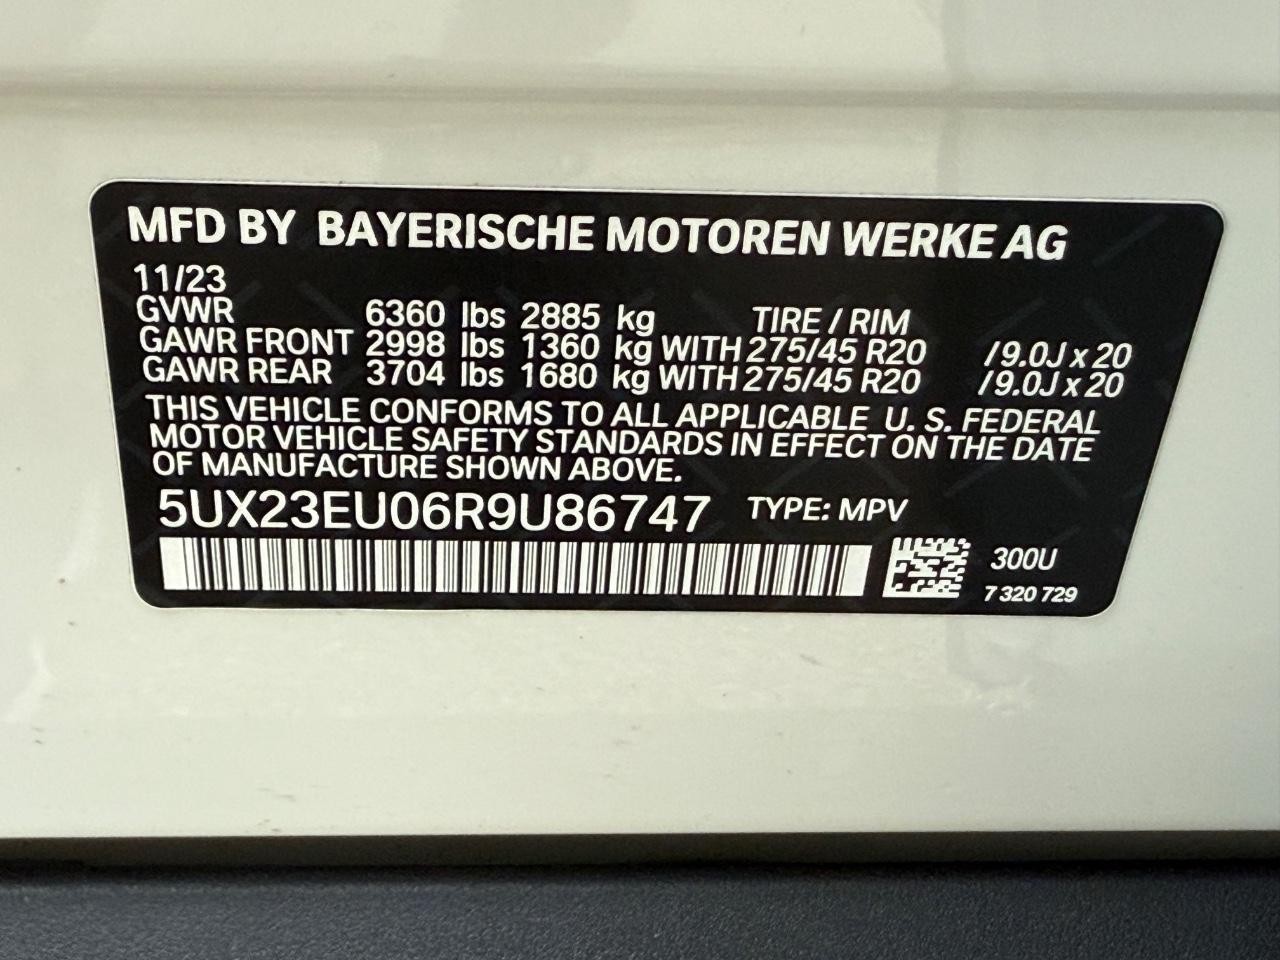 MFD BY BAYERISCHE MOTOREN WERKE AG
11/23
GVWR 6360 lbs 2885 kg TIRE / RIM
GAWR FRONT 2998 lbs 1360 kg WITH 275/45 R20 / 9.0J x 20
GAWR REAR 3704 lbs 1680 kg WITH 275/45 R20 / 9.0J x 20
THIS VEHICLE CONFORMS TO ALL APPLICABLE U. S. FEDERAL
MOTOR VEHICLE SAFETY STANDARDS IN EFFECT ON THE DATE
OF MANUFACTURE SHOWN ABOVE.
5UX23EU06R9U86747 TYPE: MPV
300U
7 320 729